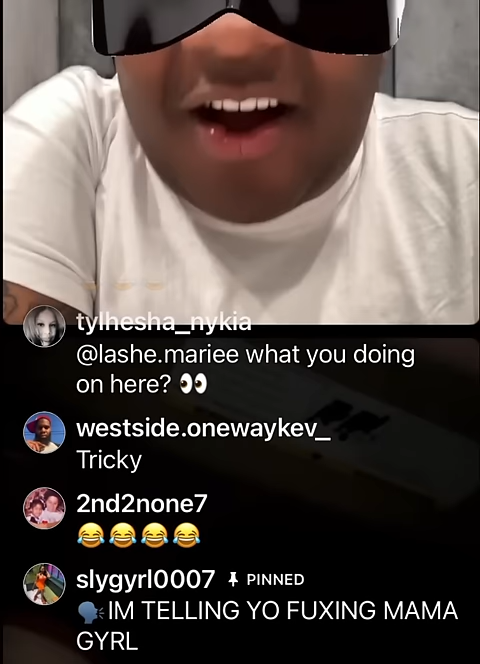 tylhesha_nykia
@lashe.mariee what you doing
on here? 👀
westside.onewaykev_
Tricky
2nd2none7
😂😂😂😂
slygyrl0007 📌 PINNED
🗣️IM TELLING YO FUXING MAMA
GYRL